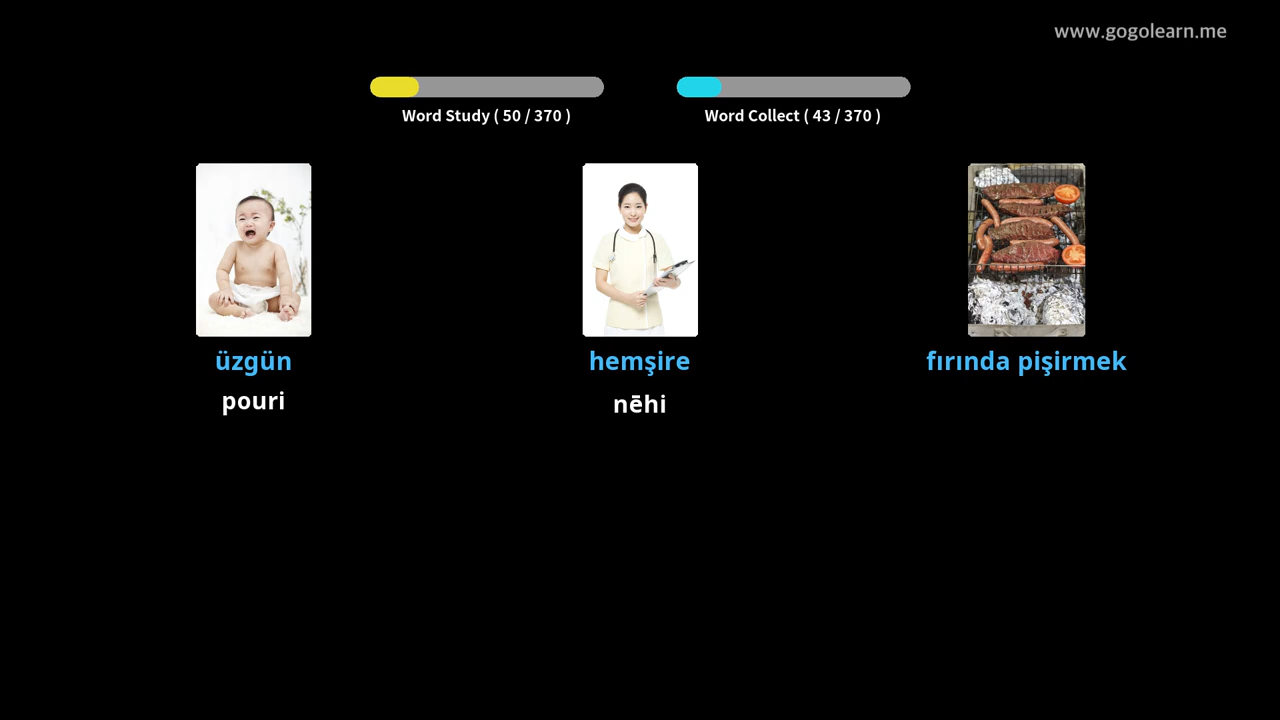 www.gogolearn.me
Word Study ( 50 / 370 )
Word Collect ( 43 / 370 )
üzgün
hemşire
fırında pişirmek
pouri
nēhi